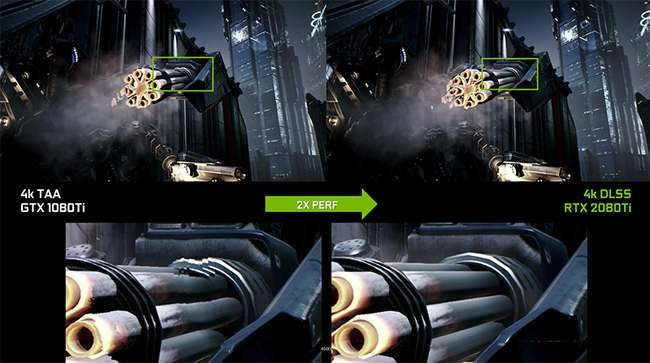 4k TAA
GTX 1080Ti
2X PERF
4k DLSS
RTX 2080Ti